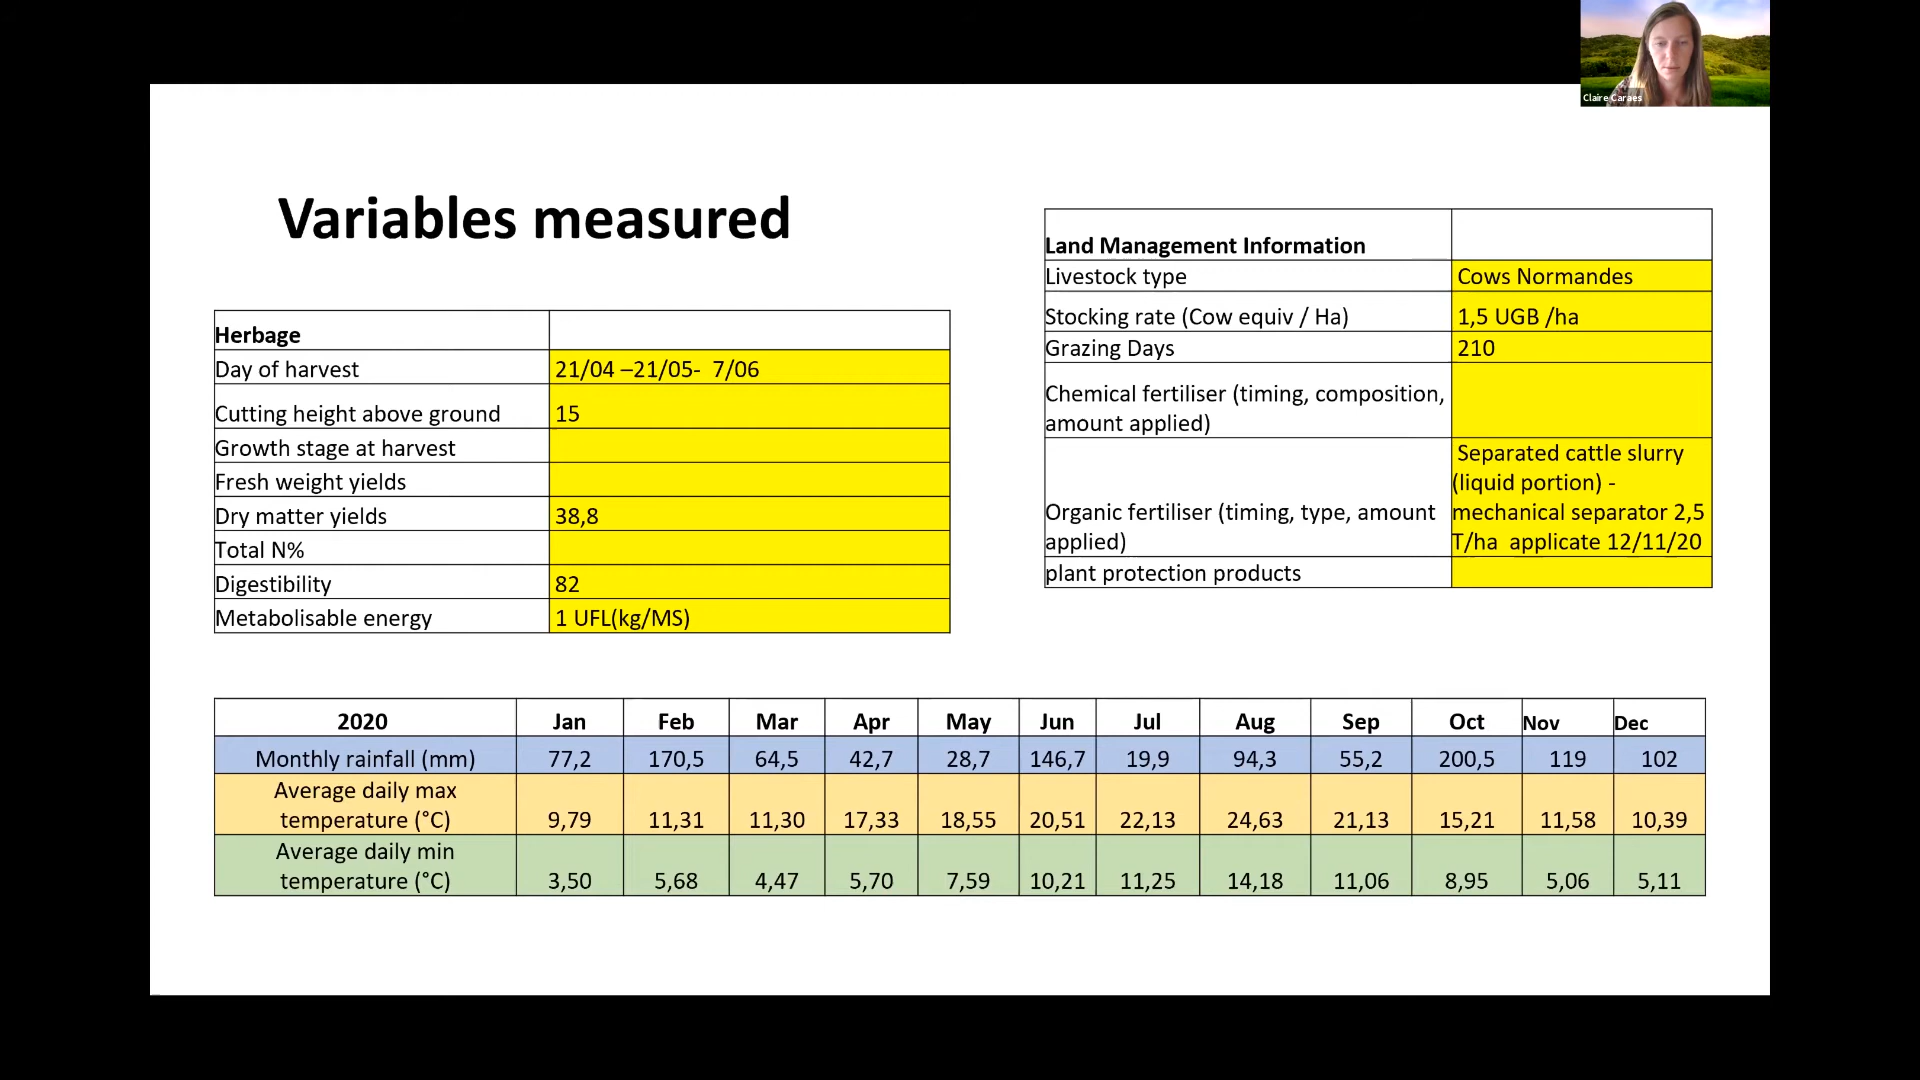 Claire Caraes
Variables measured
Herbage
Day of harvest 21/04 –21/05- 7/06
Cutting height above ground 15
Growth stage at harvest
Fresh weight yields
Dry matter yields 38,8
Total N%
Digestibility 82
Metabolisable energy 1 UFL(kg/MS)
Land Management Information
Livestock type Cows Normandes
Stocking rate (Cow equiv / Ha) 1,5 UGB /ha
Grazing Days 210
Chemical fertiliser (timing, composition,
amount applied)
Organic fertiliser (timing, type, amount
applied)
Separated cattle slurry
(liquid portion) -
mechanical separator 2,5
T/ha applicate 12/11/20
plant protection products
2020 Jan Feb Mar Apr May Jun Jul Aug Sep Oct Nov Dec
Monthly rainfall (mm) 77,2 170,5 64,5 42,7 28,7 146,7 19,9 94,3 55,2 200,5 119 102
Average daily max
temperature (°C) 9,79 11,31 11,30 17,33 18,55 20,51 22,13 24,63 21,13 15,21 11,58 10,39
Average daily min
temperature (°C) 3,50 5,68 4,47 5,70 7,59 10,21 11,25 14,18 11,06 8,95 5,06 5,11